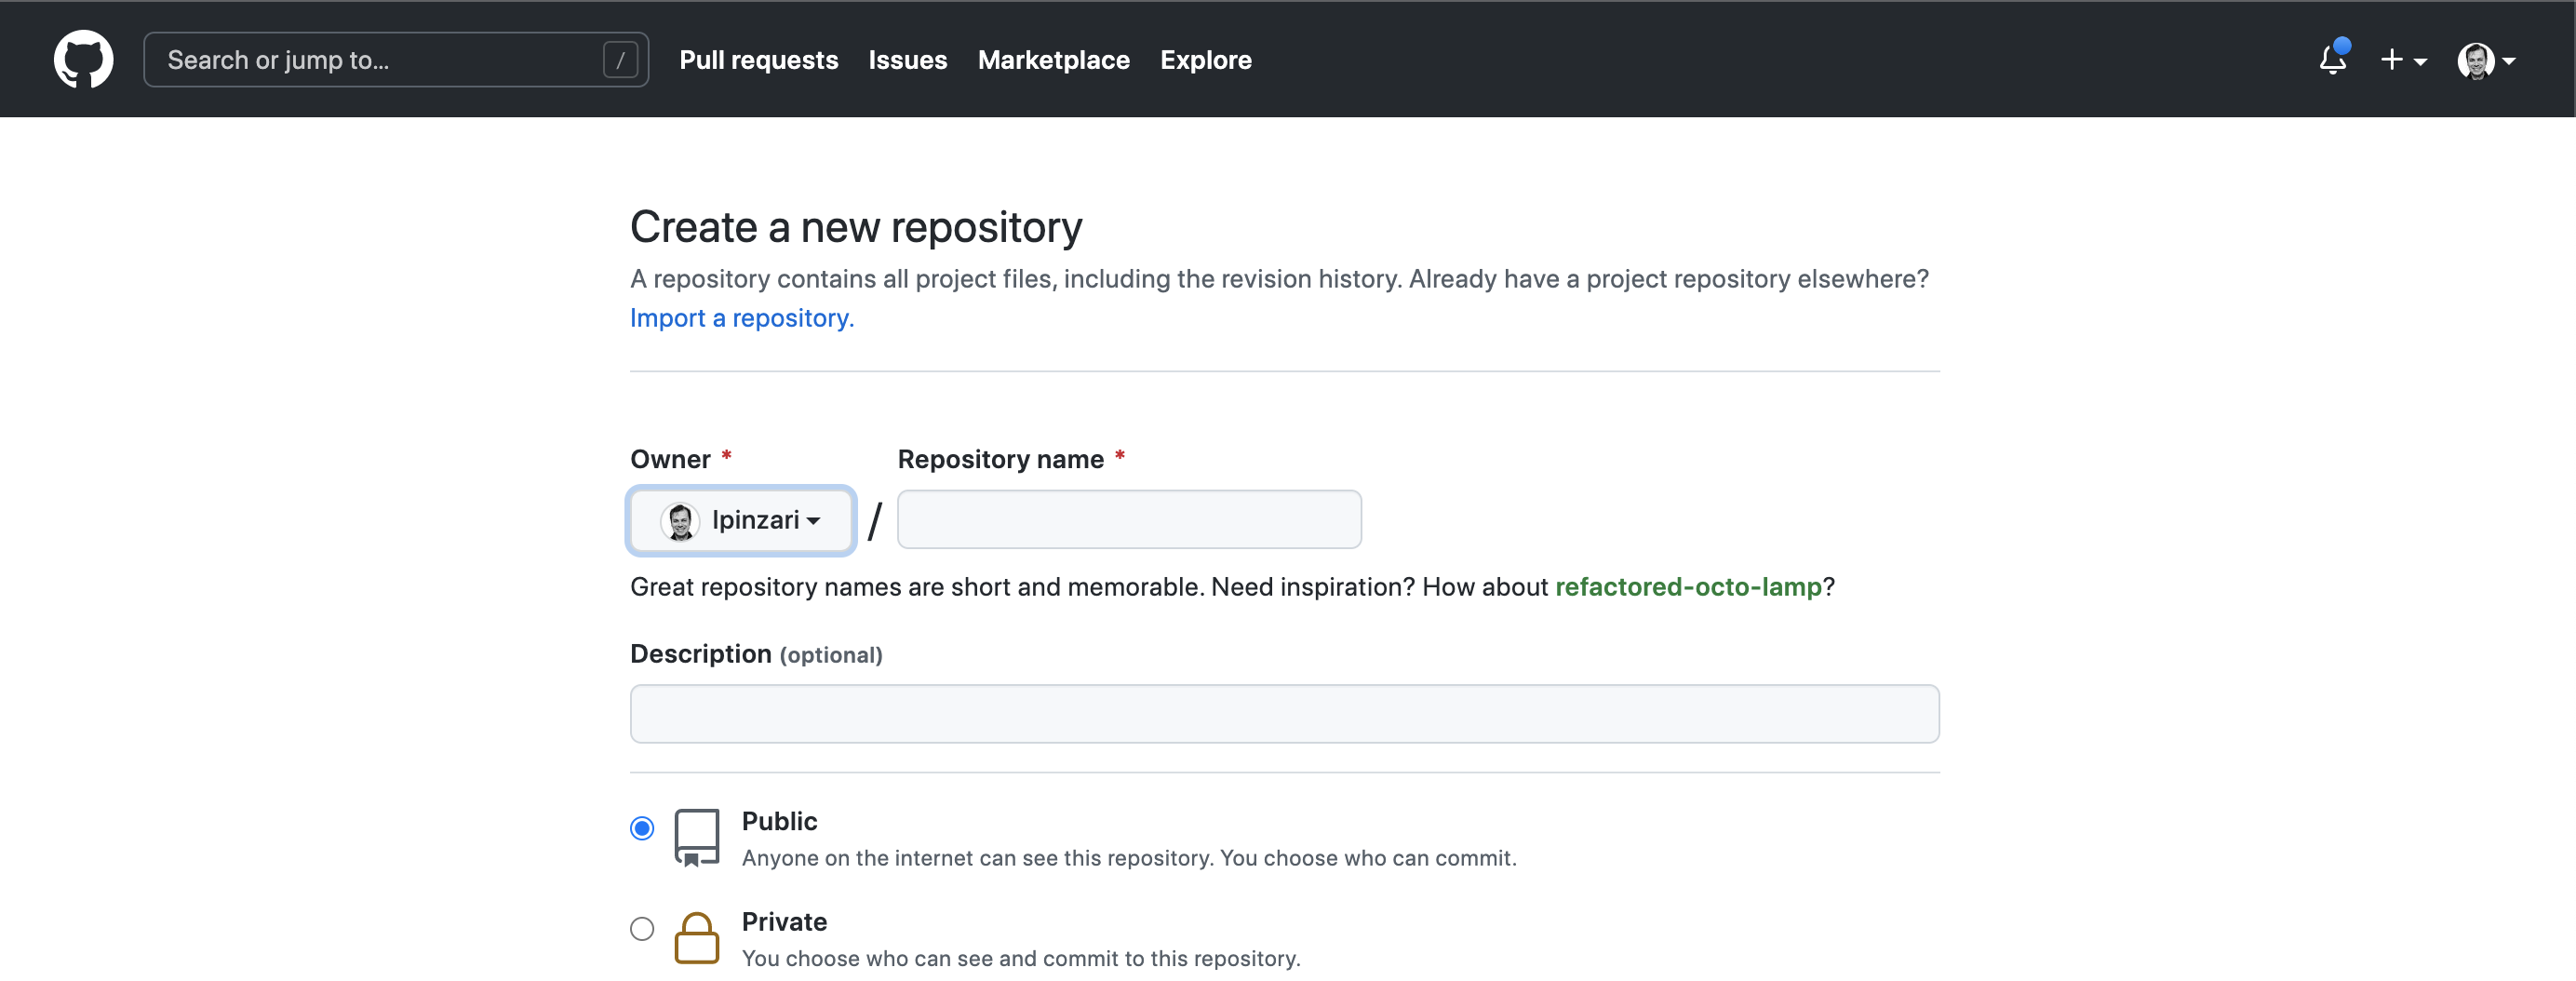 Search or jump to... /
Pull requests Issues Marketplace Explore
Create a new repository
A repository contains all project files, including the revision history. Already have a project repository elsewhere?
Import a repository.
Owner * Repository name *
lpinzari /
Great repository names are short and memorable. Need inspiration? How about refactored-octo-lamp?
Description (optional)
Public
Anyone on the internet can see this repository. You choose who can commit.
Private
You choose who can see and commit to this repository.